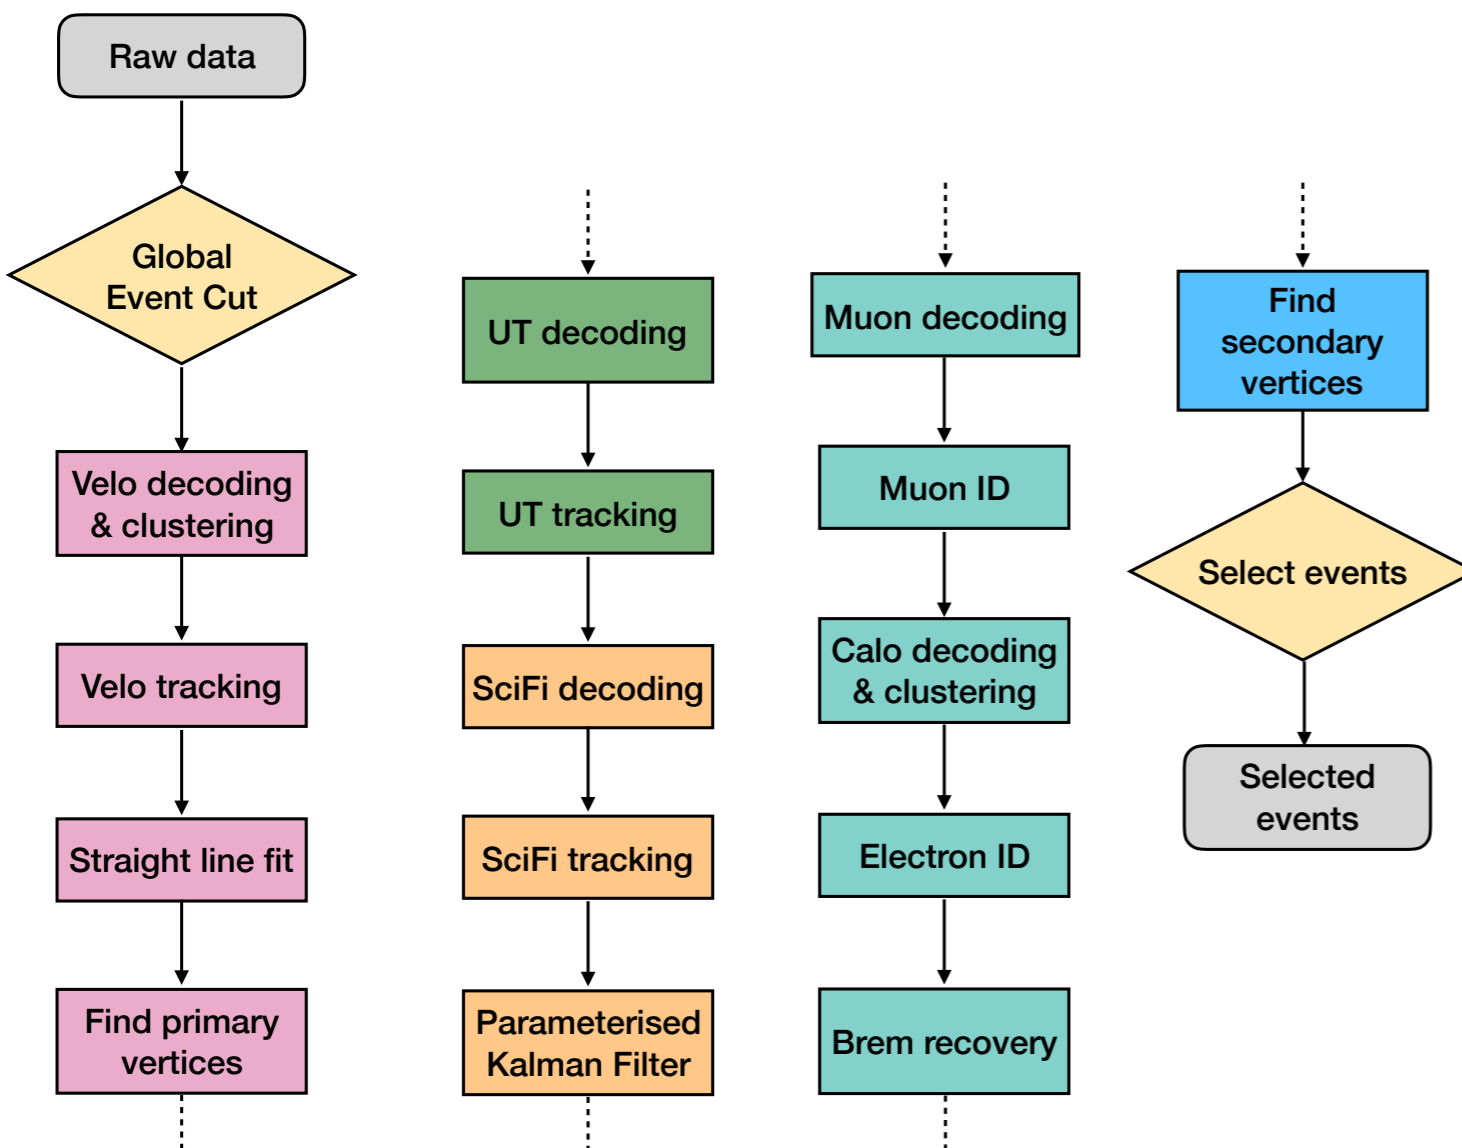 Raw data
Global
Event Cut
Velo decoding
& clustering
Velo tracking
Straight line fit
Find primary
vertices
UT decoding
UT tracking
SciFi decoding
SciFi tracking
Parameterised
Kalman Filter
Muon decoding
Muon ID
Calo decoding
& clustering
Electron ID
Brem recovery
Find
secondary
vertices
Select events
Selected
events